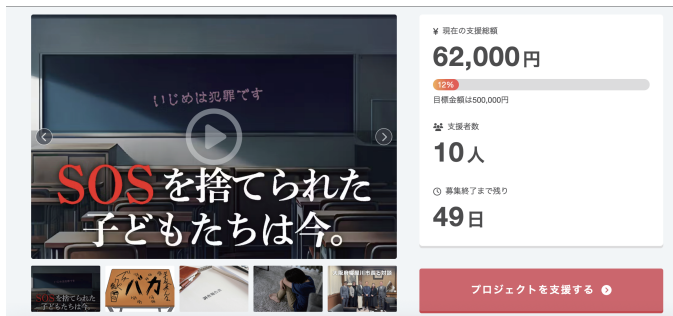 いじめは犯罪です
SOSを捨てられた
子どもたちは今。
SOSを捨てられた
子どもたちは今。
バカ
¥ 現在の支援総額
62,000円
12%
目標金額は500,000円
支援者数
10人
募集終了まで残り
49日
プロジェクトを支援する